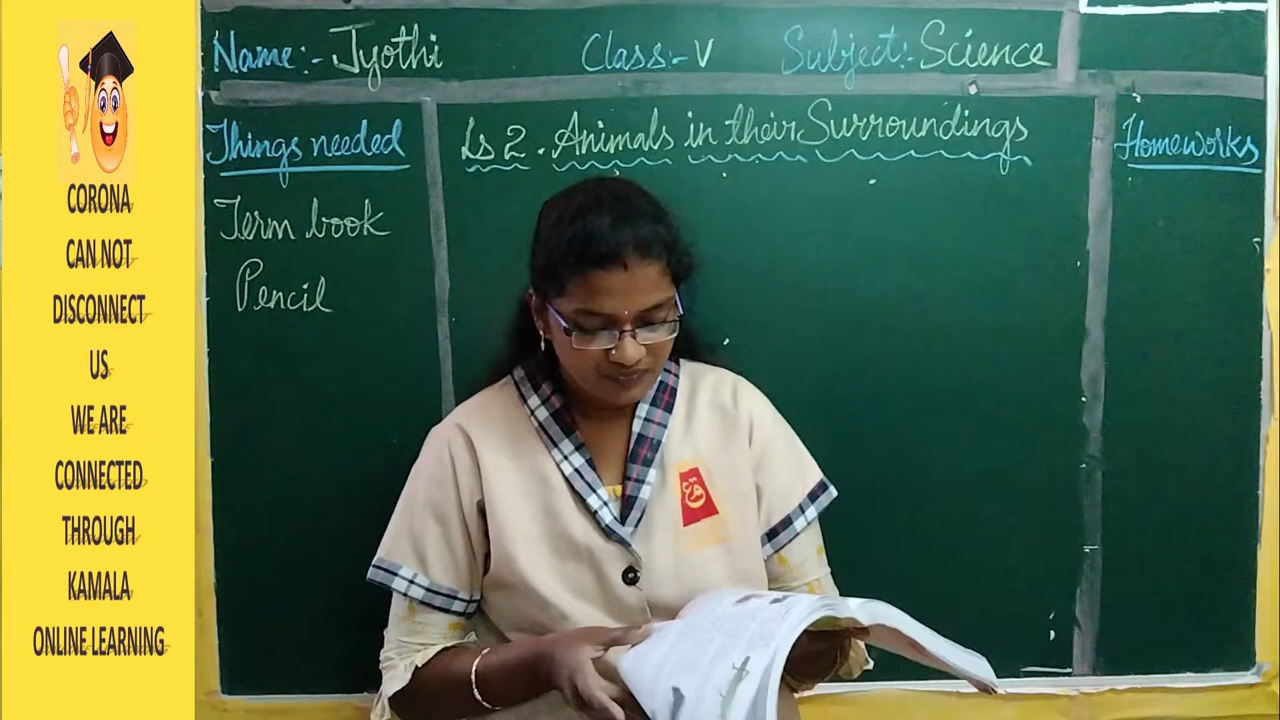 CORONA
CAN NOT
DISCONNECT
US
WE ARE
CONNECTED
THROUGH
KAMALA
ONLINE LEARNING
Name:- Jyothi
Class:- V
Subject:- Science
Things needed
Term book
Pencil
Ls 2. Animals in their Surroundings
Homeworks